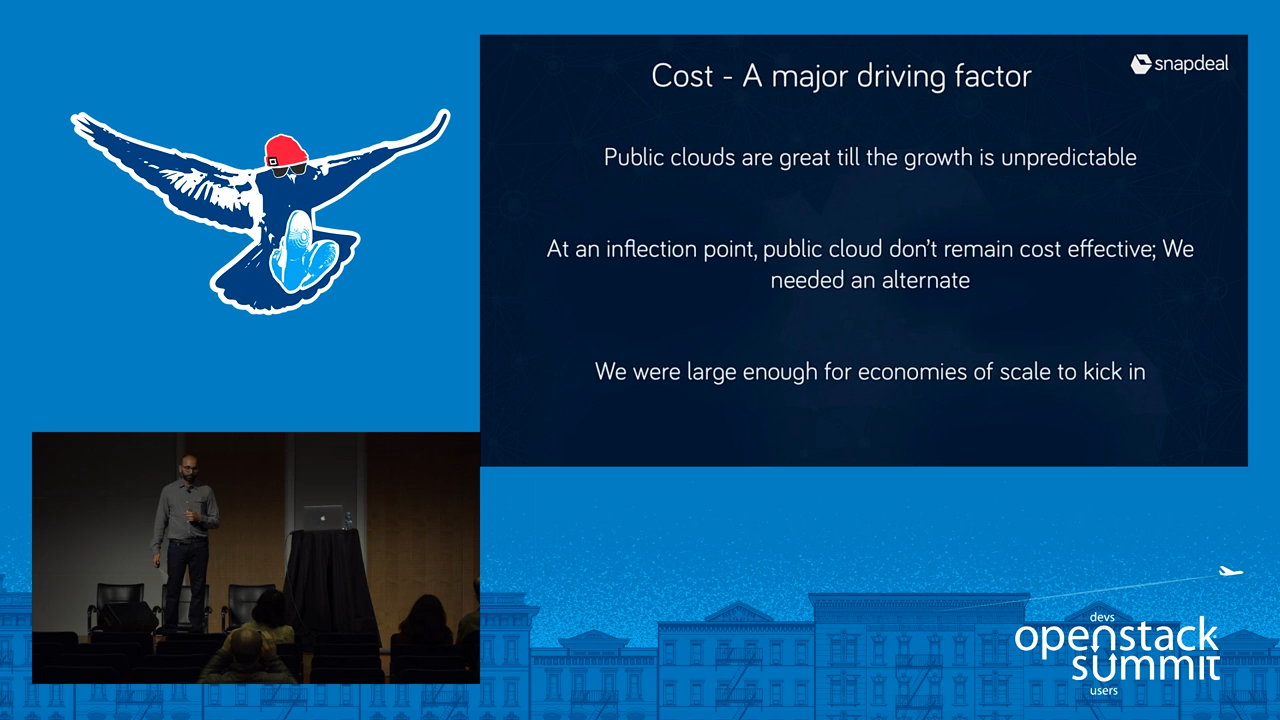 Cost - A major driving factor
snapdeal
Public clouds are great till the growth is unpredictable
At an inflection point, public cloud don't remain cost effective; We
needed an alternate
We were large enough for economies of scale to kick in
devs
openstack
summit
users